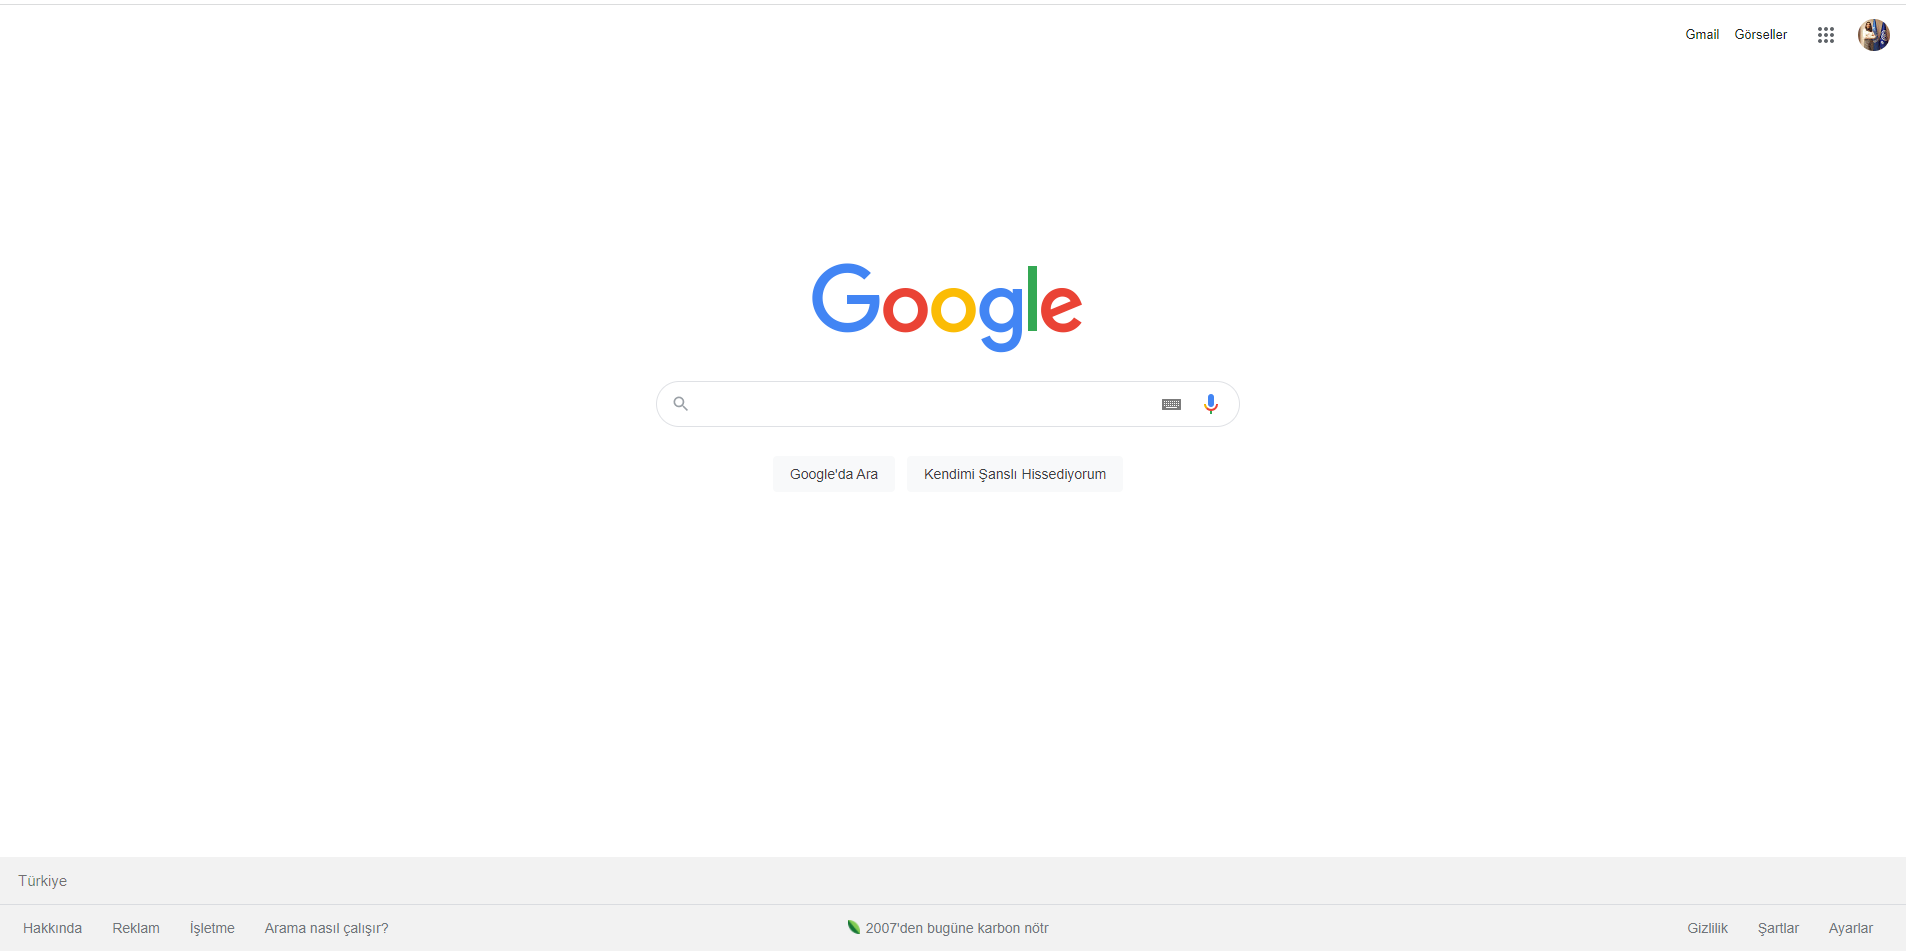 Gmail Görseller
Google
Google'da Ara Kendimi Şanslı Hissediyorum
Türkiye
Hakkında Reklam İşletme Arama nasıl çalışır? 2007'den bugüne karbon nötr Gizlilik Şartlar Ayarlar